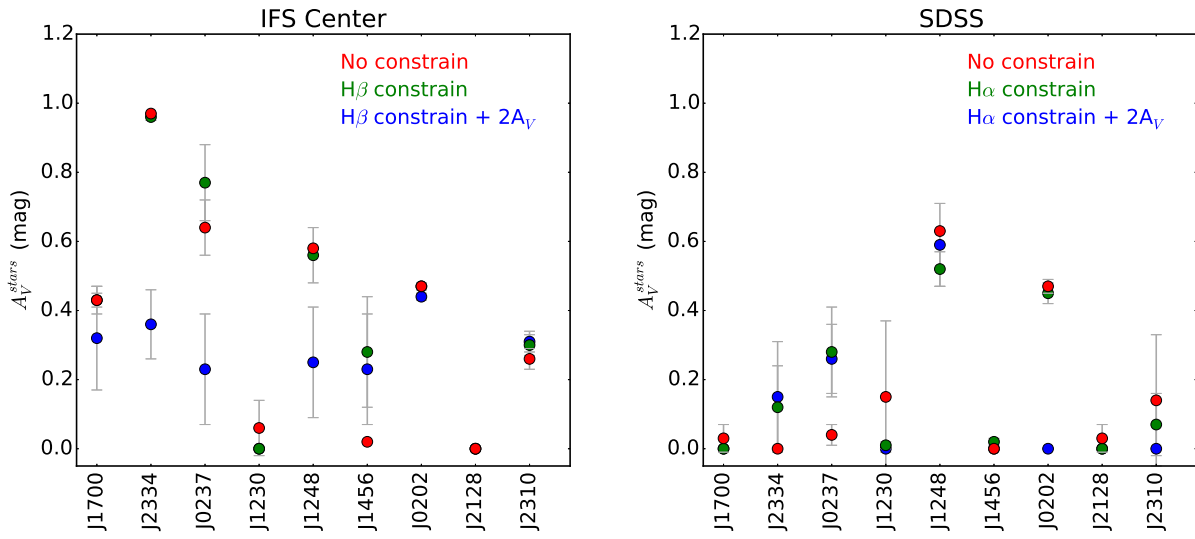 IFS Center
No constrain
Hβ constrain
Hβ constrain + 2A_V
A_V^stars (mag)
1.2
1.0
0.8
0.6
0.4
0.2
0.0
J1700
J2334
J0237
J1230
J1248
J1456
J0202
J2128
J2310
SDSS
No constrain
Hα constrain
Hα constrain + 2A_V
A_V^stars (mag)
1.2
1.0
0.8
0.6
0.4
0.2
0.0
J1700
J2334
J0237
J1230
J1248
J1456
J0202
J2128
J2310